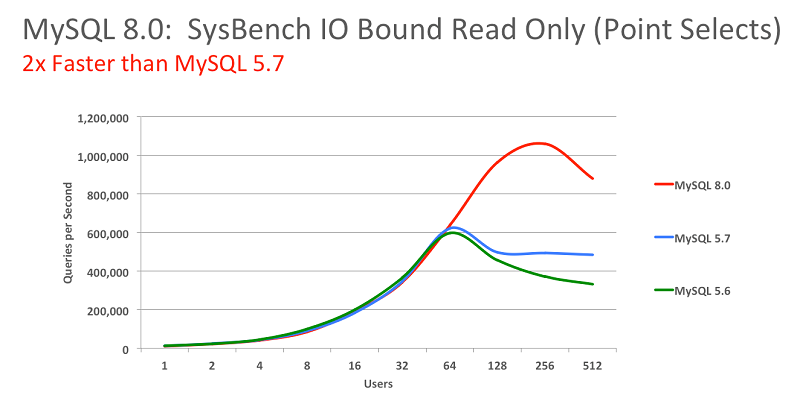 MySQL 8.0: SysBench IO Bound Read Only (Point Selects)
2x Faster than MySQL 5.7
1,200,000
1,000,000
800,000
600,000
400,000
200,000
0
Queries per Second
1 2 4 8 16 32 64 128 256 512
Users
MySQL 8.0
MySQL 5.7
MySQL 5.6